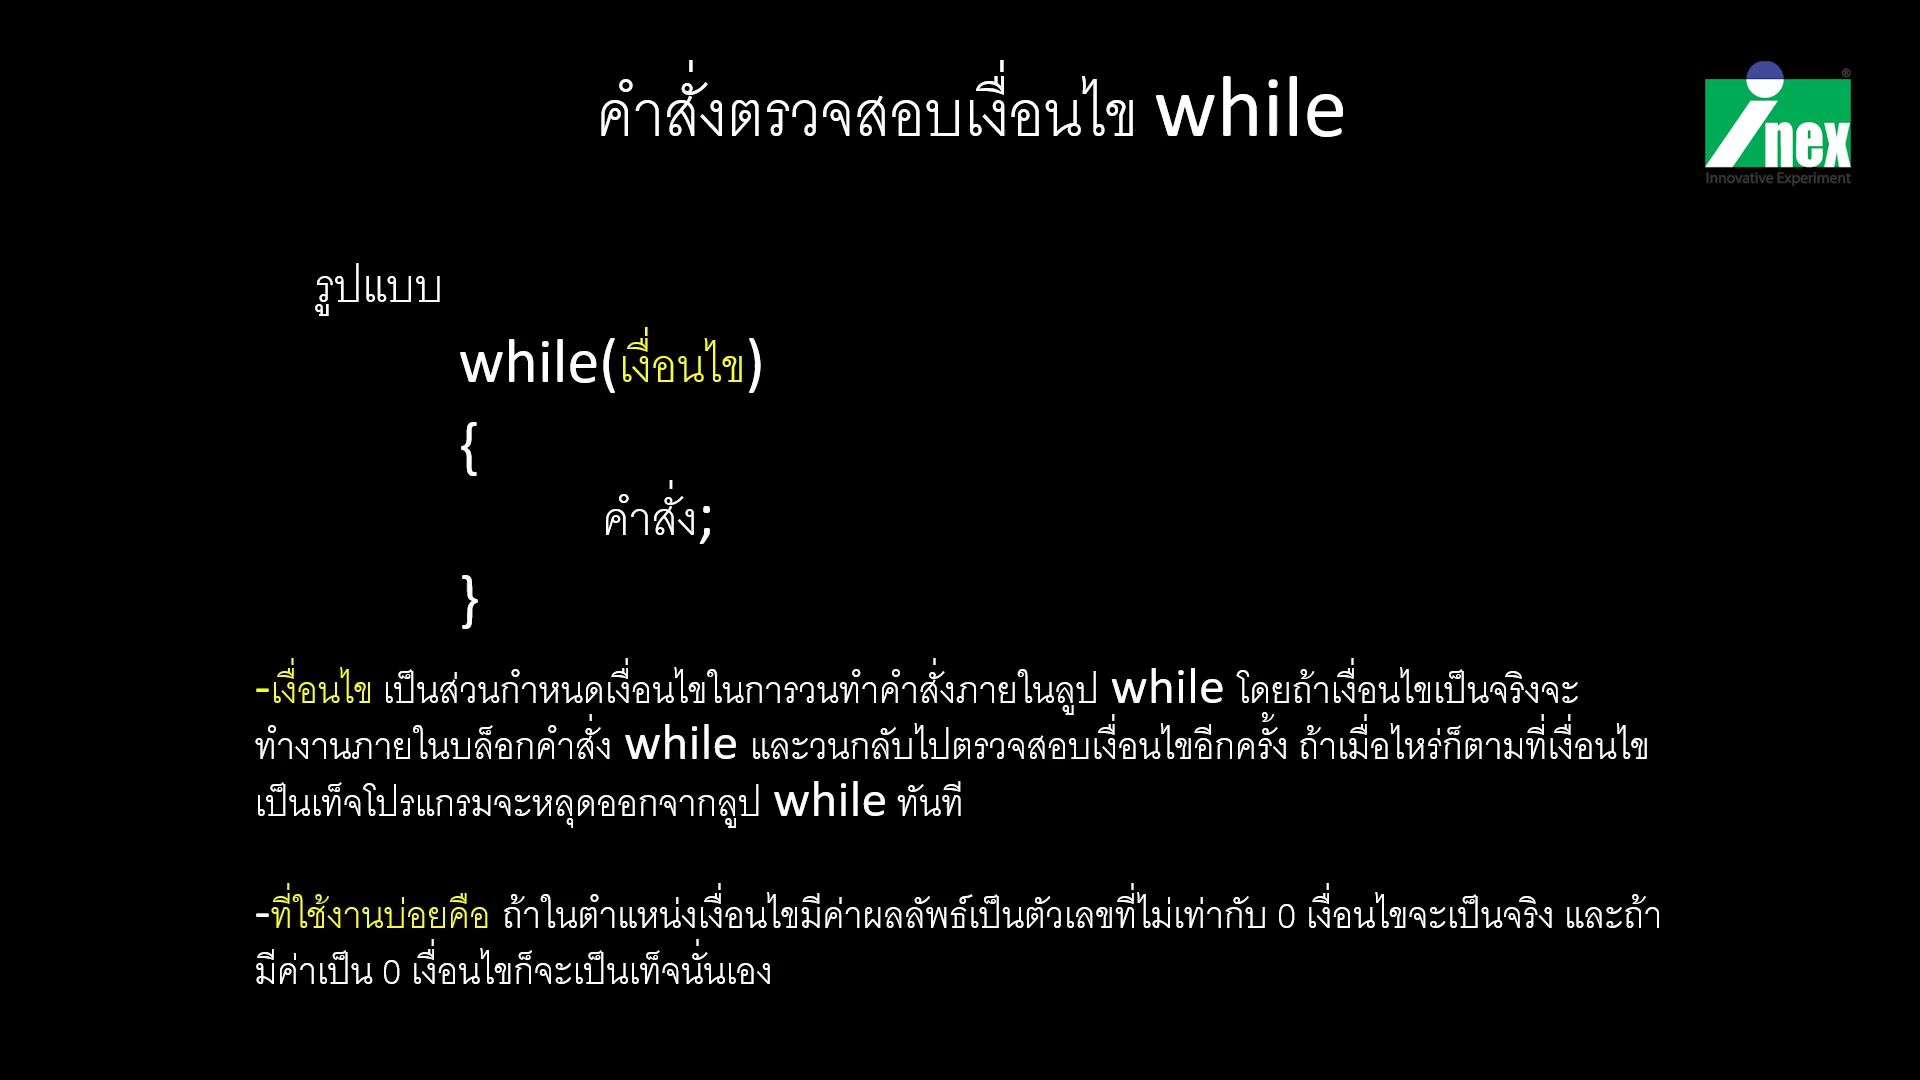 คำสั่งตรวจสอบเงื่อนไข while
inex
®
Innovative Experiment
รูปแบบ
while(เงื่อนไข)
{
คำสั่ง;
}
-เงื่อนไข เป็นส่วนกำหนดเงื่อนไขในการวนทำคำสั่งภายในลูป while โดยถ้าเงื่อนไขเป็นจริงจะ
ทำงานภายในบล็อกคำสั่ง while และวนกลับไปตรวจสอบเงื่อนไขอีกครั้ง ถ้าเมื่อไหร่ก็ตามที่เงื่อนไข
เป็นเท็จโปรแกรมจะหลุดออกจากลูป while ทันที
-ที่ใช้งานบ่อยคือ ถ้าในตำแหน่งเงื่อนไขมีค่าผลลัพธ์เป็นตัวเลขที่ไม่เท่ากับ 0 เงื่อนไขจะเป็นจริง และถ้า
มีค่าเป็น 0 เงื่อนไขก็จะเป็นเท็จนั่นเอง